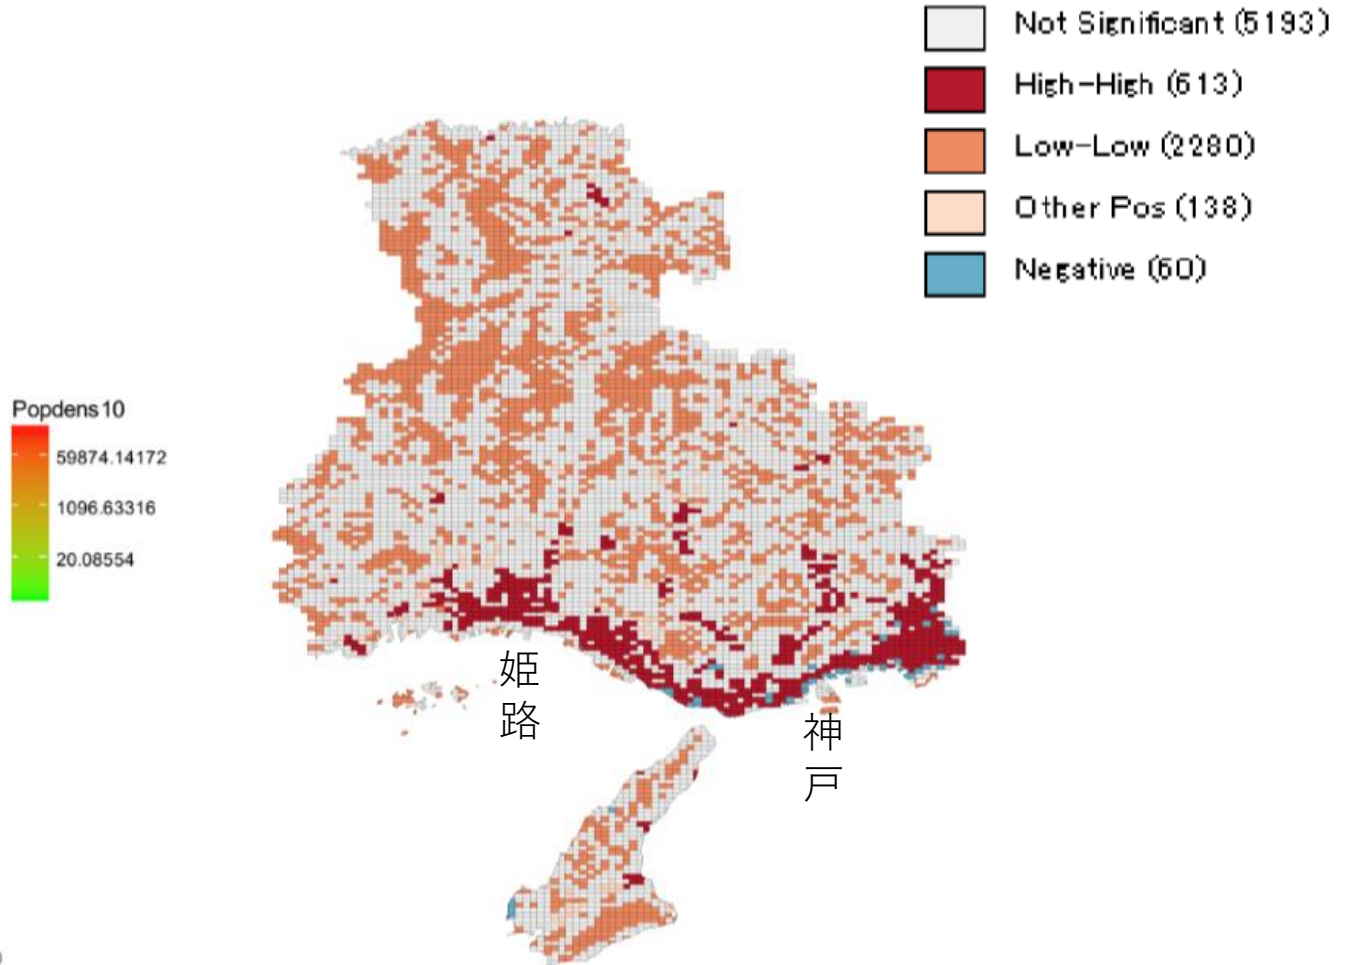 Not Significant (5193)
High-High (613)
Low-Low (2280)
Other Pos (138)
Negative (60)
Popdens10
59874.14172
1096.63316
20.08554
姫路
神戸